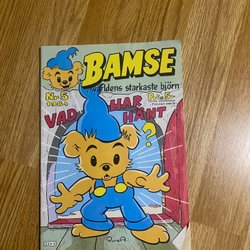 BAMSE
världens starkaste björn
Nr 5
1984
VAD HAR
HÄNT
?